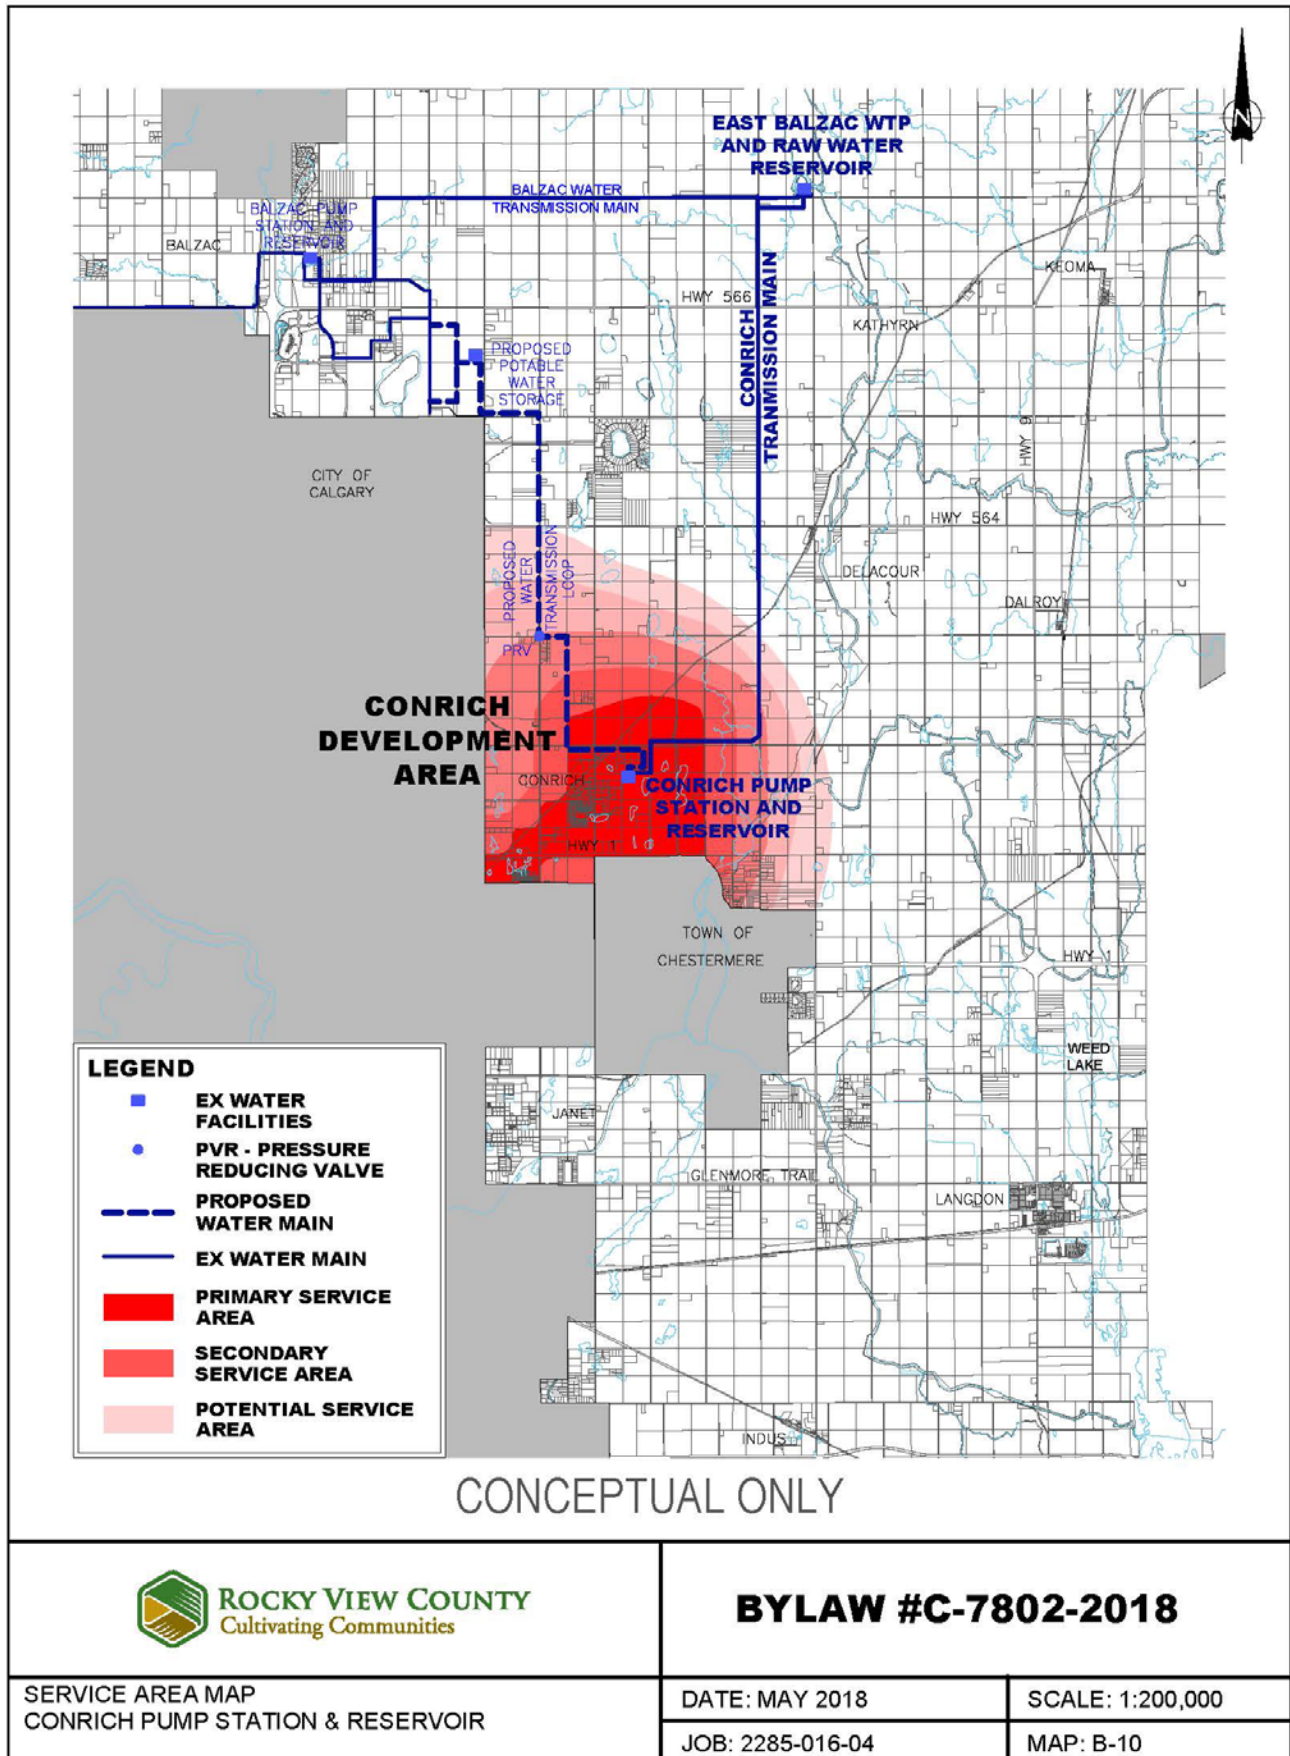 N
EAST BALZAC WTP
AND RAW WATER
RESERVOIR
BALZAC WATER
TRANSMISSION MAIN
BALZAC PUMP
STATION AND
RESERVOIR
BALZAC
KEOMA
HWY 566
KATHYRN
CONRICH
TRANMISSION MAIN
PROPOSED
POTABLE
WATER
STORAGE
HWY 9
CITY OF
CALGARY
HWY 564
PROPOSED
WATER
TRANSMISSION
LOOP
DELACOUR
DALROY
PRV
CONRICH
DEVELOPMENT
AREA
CONRICH
CONRICH PUMP
STATION AND
RESERVOIR
HWY 1
TOWN OF
CHESTERMERE
HWY 1
WEED
LAKE
JANET
GLENMORE TRAIL
LANGDON
INDUS
LEGEND
EX WATER
FACILITIES
PVR - PRESSURE
REDUCING VALVE
PROPOSED
WATER MAIN
EX WATER MAIN
PRIMARY SERVICE
AREA
SECONDARY
SERVICE AREA
POTENTIAL SERVICE
AREA
CONCEPTUAL ONLY
ROCKY VIEW COUNTY
Cultivating Communities
BYLAW #C-7802-2018
SERVICE AREA MAP
CONRICH PUMP STATION & RESERVOIR
DATE: MAY 2018
SCALE: 1:200,000
JOB: 2285-016-04
MAP: B-10